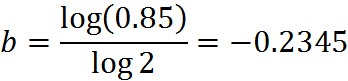 b = log(0.85) / log 2 = −0.2345